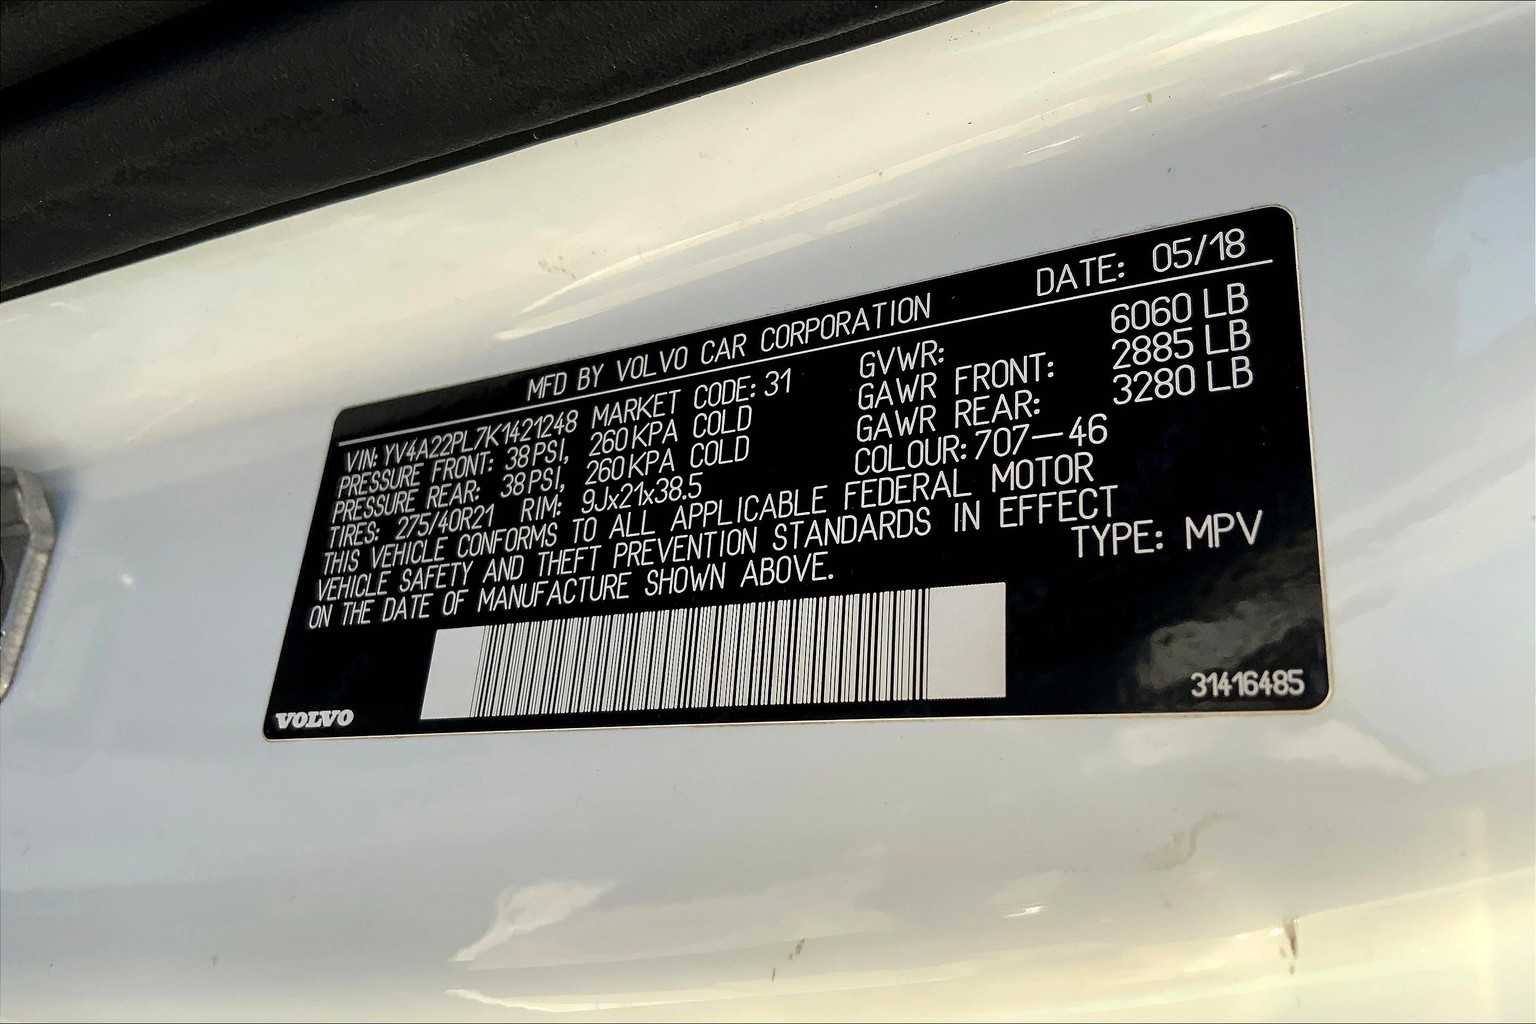 MFD BY VOLVO CAR CORPORATION DATE: 05/18
VIN: YV4A22PL7K1421248 MARKET CODE: 31 GVWR: 6060 LB
PRESSURE FRONT: 38 PSI, 260 KPA COLD GAWR FRONT: 2885 LB
PRESSURE REAR: 38 PSI, 260 KPA COLD GAWR REAR: 3280 LB
TIRES: 275/40R21 RIM: 9Jx21x38.5 COLOUR: 707-46
THIS VEHICLE CONFORMS TO ALL APPLICABLE FEDERAL MOTOR
VEHICLE SAFETY AND THEFT PREVENTION STANDARDS IN EFFECT
ON THE DATE OF MANUFACTURE SHOWN ABOVE. TYPE: MPV
VOLVO 31416485